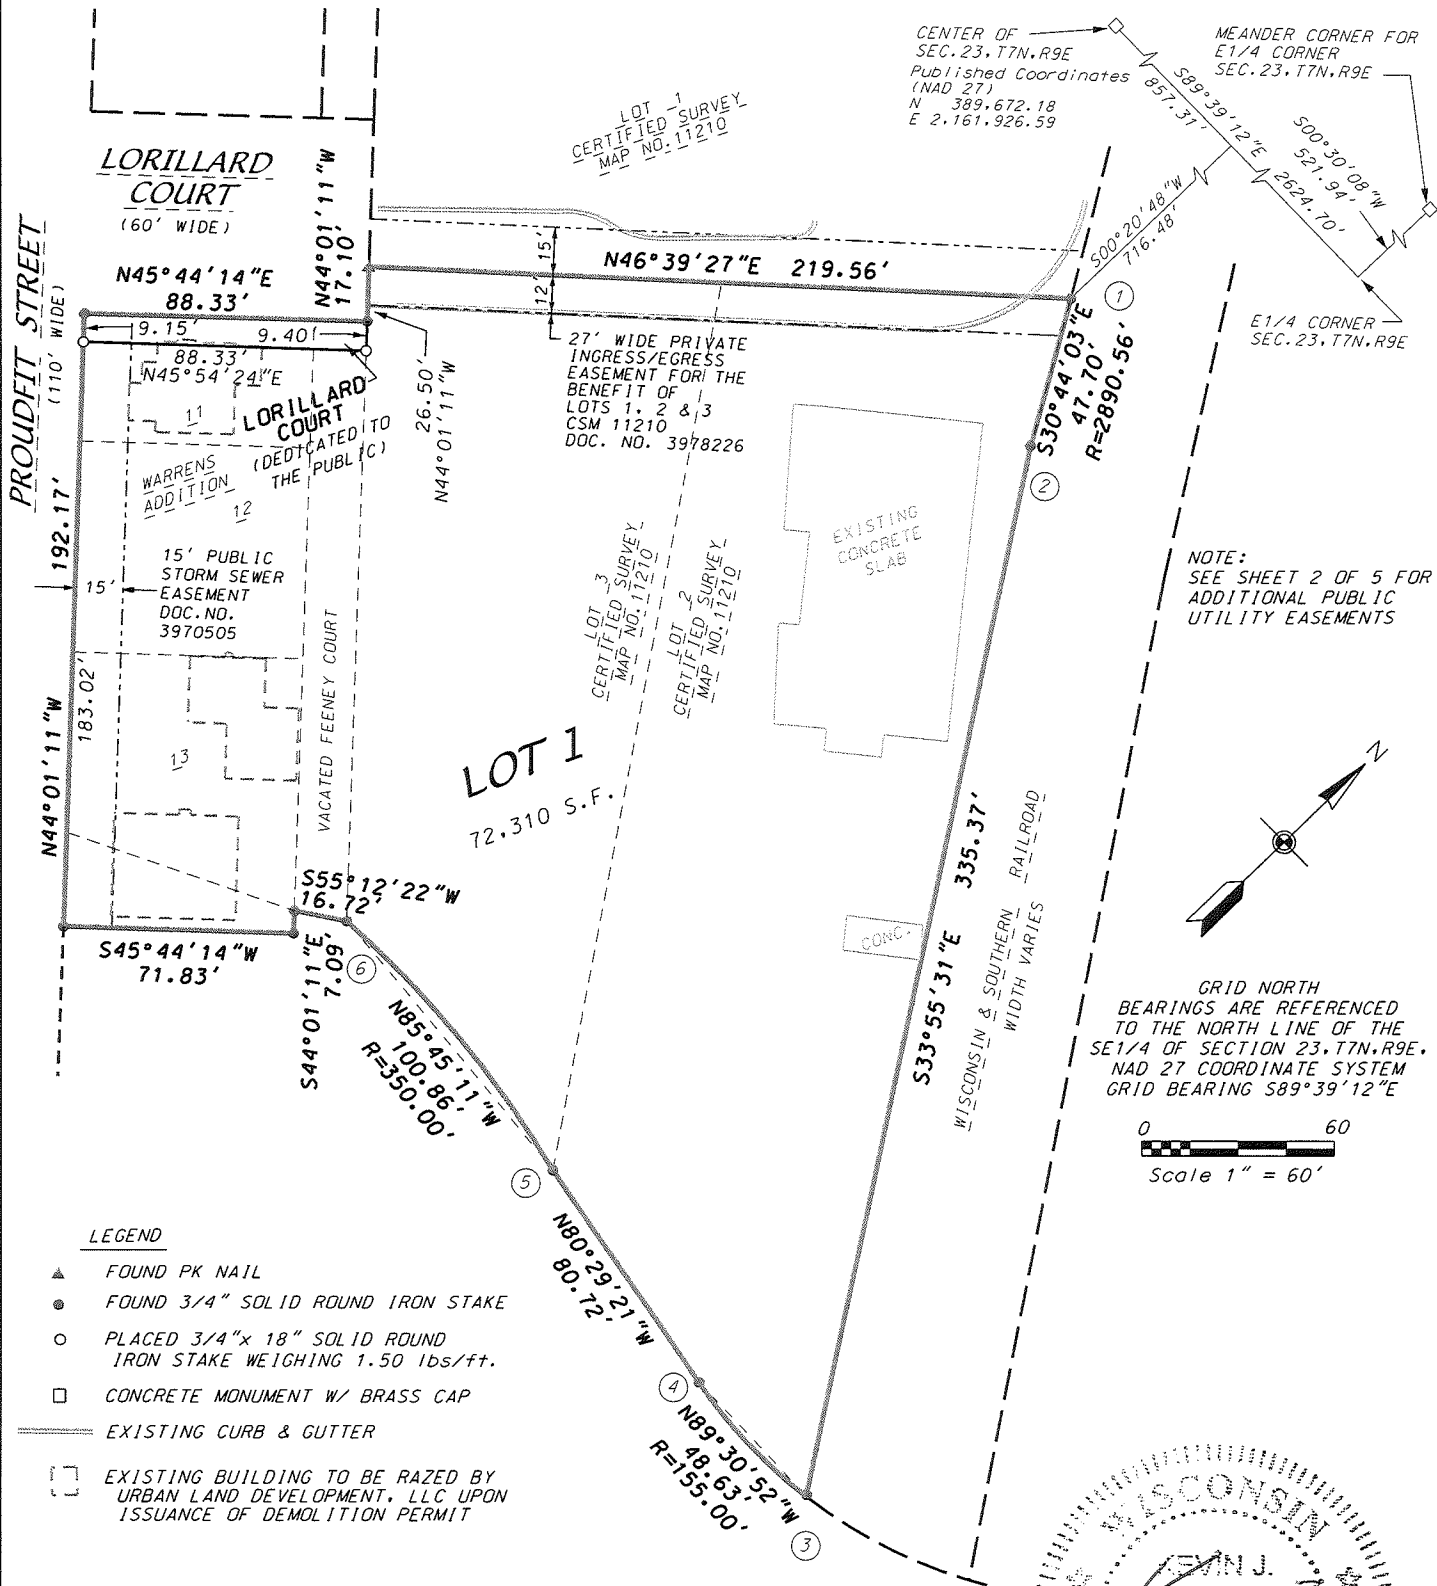 CENTER OF
SEC.23,T7N,R9E
Published Coordinates
(NAD 27)
N 389,672.18
E 2,161,926.59
MEANDER CORNER FOR
E1/4 CORNER
SEC.23,T7N,R9E
S89°39'12"E
857.31'
2624.70'
S00°30'08"W
521.94'
S00°20'48"W
716.48'
E1/4 CORNER
SEC.23,T7N,R9E
LOT 1
CERTIFIED SURVEY
MAP NO. 11210
LORILLARD
COURT
(60' WIDE)
N44°01'11"W
17.10'
PROUDFIT STREET
(110' WIDE)
N45°44'14"E
88.33'
15'
12'
N46°39'27"E 219.56'
1
S30°44'03"E
47.70'
R=2890.56'
2
9.15'
9.40'
88.33'
N45°54'24"E
11
LORILLARD
COURT
(DEDICATED TO
THE PUBLIC)
26.50'
N44°01'11"W
27' WIDE PRIVATE
INGRESS/EGRESS
EASEMENT FOR THE
BENEFIT OF
LOTS 1, 2 & 3
CSM 11210
DOC. NO. 3978226
WARRENS
ADDITION
12
15' PUBLIC
STORM SEWER
EASEMENT
DOC.NO.
3970505
15'
192.17'
N44°01'11"W
183.02'
13
VACATED FEENEY COURT
LOT 3
CERTIFIED SURVEY
MAP NO. 11210
LOT 2
CERTIFIED SURVEY
MAP NO. 11210
EXISTING
CONCRETE
SLAB
NOTE:
SEE SHEET 2 OF 5 FOR
ADDITIONAL PUBLIC
UTILITY EASEMENTS
LOT 1
72,310 S.F.
N
S33°55'31"E 335.37'
WISCONSIN & SOUTHERN RAILROAD
WIDTH VARIES
CONC.
S55°12'22"W
16.72'
S45°44'14"W
71.83'
S44°01'11"E
7.09'
6
N85°45'11"W
100.86'
R=350.00'
5
N80°29'21"W
80.72'
4
N89°30'52"W
48.63'
R=155.00'
3
GRID NORTH
BEARINGS ARE REFERENCED
TO THE NORTH LINE OF THE
SE1/4 OF SECTION 23,T7N,R9E.
NAD 27 COORDINATE SYSTEM
GRID BEARING S89°39'12"E
0 60
Scale 1" = 60'
LEGEND
FOUND PK NAIL
FOUND 3/4" SOLID ROUND IRON STAKE
PLACED 3/4"x 18" SOLID ROUND
IRON STAKE WEIGHING 1.50 lbs/ft.
CONCRETE MONUMENT W/ BRASS CAP
EXISTING CURB & GUTTER
EXISTING BUILDING TO BE RAZED BY
URBAN LAND DEVELOPMENT, LLC UPON
ISSUANCE OF DEMOLITION PERMIT
WISCONSIN
KEVIN J.